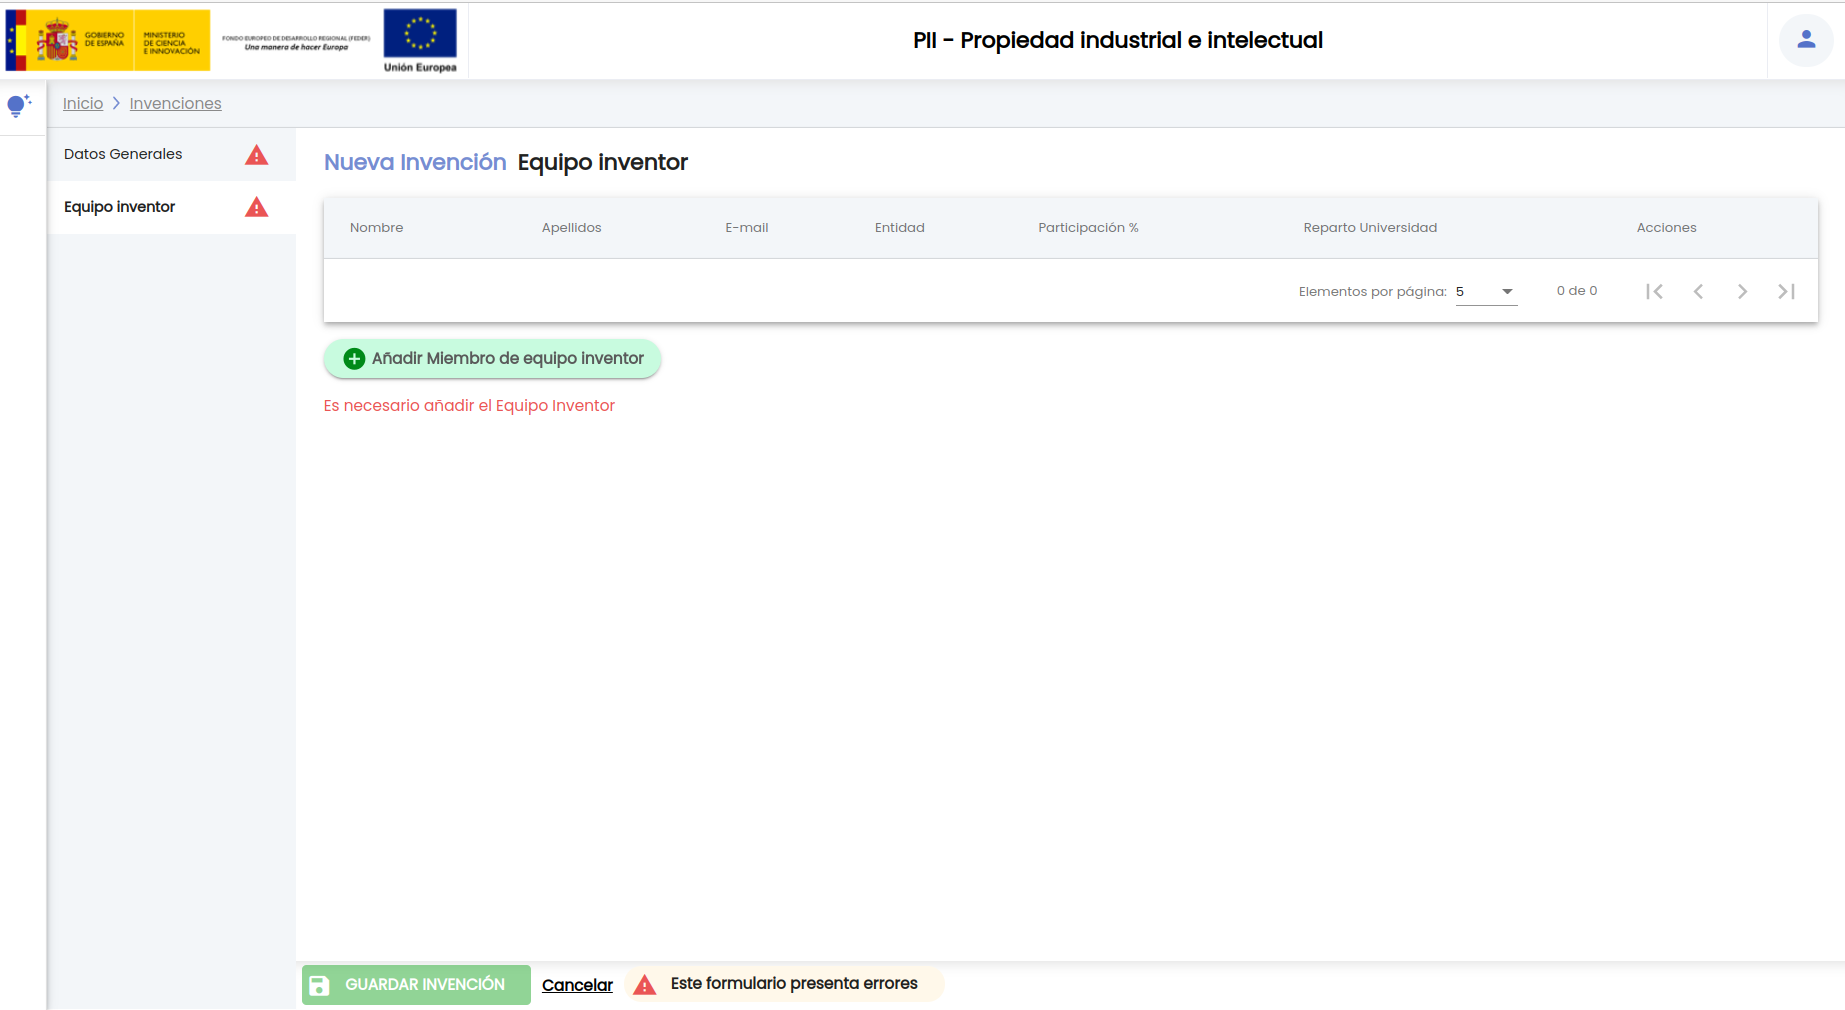 GOBIERNO
DE ESPAÑA
MINISTERIO
DE CIENCIA
E INNOVACIÓN
FONDO EUROPEO DE DESARROLLO REGIONAL (FEDER)
Una manera de hacer Europa
Unión Europea
PII - Propiedad industrial e intelectual
Inicio > Invenciones
Datos Generales
Equipo inventor
Nueva Invención Equipo inventor
Nombre Apellidos E-mail Entidad Participación % Reparto Universidad Acciones
Elementos por página: 5 0 de 0
Añadir Miembro de equipo inventor
Es necesario añadir el Equipo Inventor
GUARDAR INVENCIÓN Cancelar Este formulario presenta errores